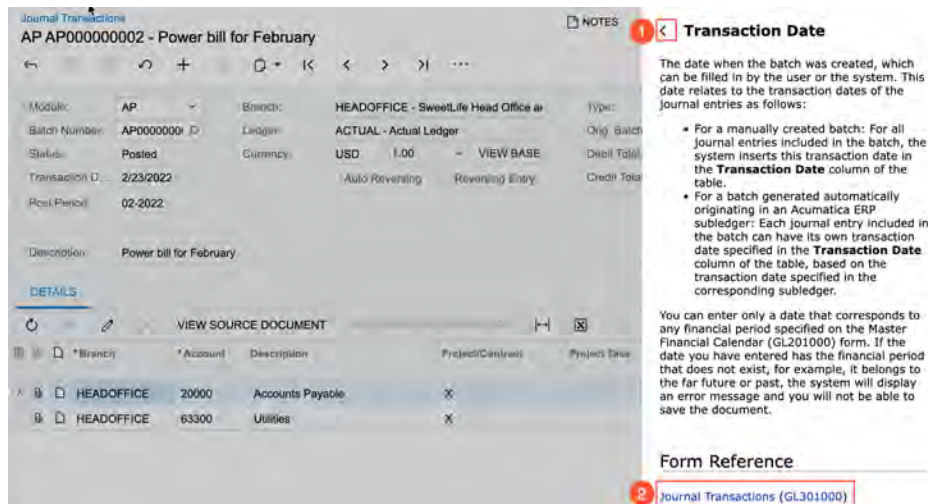 Journal Transactions
NOTES
AP AP000000002 - Power bill for February
Module: AP Branch: HEADOFFICE - SweetLife Head Office an Type:
Batch Number: AP0000000 Ledger: ACTUAL - Actual Ledger Orig. Batch
Status: Posted Currency: USD 1.00 VIEW BASE Debit Total
Transaction D... 2/23/2022 Auto Reversing Reversing Entry Credit Total
Post Period: 02-2022
Description: Power bill for February
DETAILS
VIEW SOURCE DOCUMENT
*Branch *Account Description Project/Contract Project Task
HEADOFFICE 20000 Accounts Payable X
HEADOFFICE 63300 Utilities X
1 < Transaction Date
The date when the batch was created, which
can be filled in by the user or the system. This
date relates to the transaction dates of the
journal entries as follows:
• For a manually created batch: For all
journal entries included in the batch, the
system inserts this transaction date in
the Transaction Date column of the
table.
• For a batch generated automatically
originating in an Acumatica ERP
subledger: Each journal entry included in
the batch can have its own transaction
date specified in the Transaction Date
column of the table, based on the
transaction date specified in the
corresponding subledger.
You can enter only a date that corresponds to
any financial period specified on the Master
Financial Calendar (GL201000) form. If the
date you have entered has the financial period
that does not exist, for example, it belongs to
the far future or past, the system will display
an error message and you will not be able to
save the document.
Form Reference
2 Journal Transactions (GL301000)